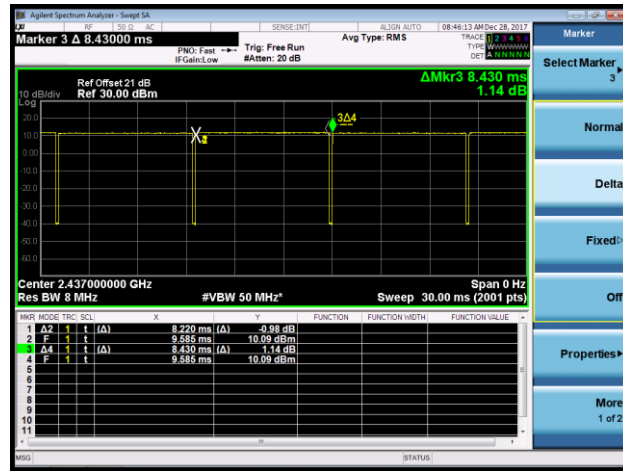 Agilent Spectrum Analyzer - Swept SA
RF 50 Ω AC SENSE:INT ALIGN AUTO 08:46:13 AM Dec 28, 2017
Marker 3 Δ 8.43000 ms
PNO: Fast
IFGain:Low
Trig: Free Run
#Atten: 20 dB
Avg Type: RMS
TRACE 1 2 3 4 5 6
TYPE
DET A N N N N N
Ref Offset 21 dB
10 dB/div Ref 30.00 dBm
Log
ΔMkr3 8.430 ms
1.14 dB
20.0
10.0
0.00
-10.0
-20.0
-30.0
-40.0
-50.0
-60.0
3Δ4
Center 2.437000000 GHz Span 0 Hz
Res BW 8 MHz #VBW 50 MHz* Sweep 30.00 ms (2001 pts)
MKR MODE TRC SCL X Y FUNCTION FUNCTION WIDTH FUNCTION VALUE
1 Δ2 1 t (Δ) 8.220 ms (Δ) -0.98 dB
2 F 1 t 9.585 ms 10.09 dBm
3 Δ4 1 t (Δ) 8.430 ms (Δ) 1.14 dB
4 F 1 t 9.585 ms 10.09 dBm
5
6
7
8
9
10
11
MSG STATUS
Marker
Select Marker
3
Normal
Delta
Fixed
Off
Properties
More
1 of 2